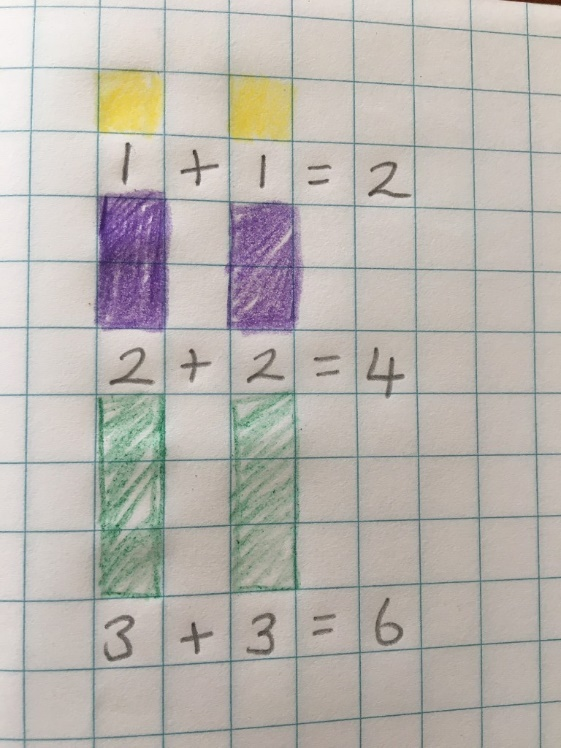 1 + 1 = 2
2 + 2 = 4
3 + 3 = 6